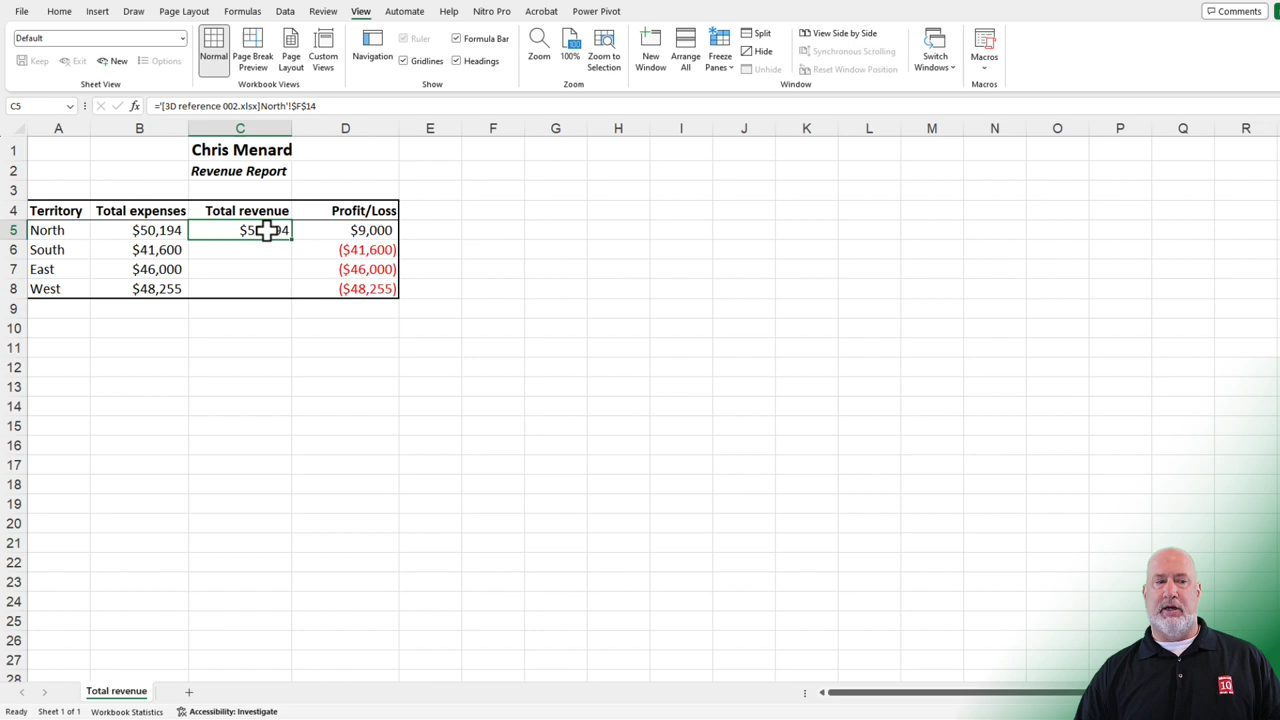 File Home Insert Draw Page Layout Formulas Data Review View Automate Help Nitro Pro Acrobat Power Pivot Comments
Default
Keep Exit New Options
Sheet View
Normal Page Break Preview Page Layout Custom Views
Workbook Views
Navigation
Ruler Formula Bar
Gridlines Headings
Show
Zoom 100% Zoom to Selection
Zoom
New Window Arrange All Freeze Panes
Split
Hide
Unhide
View Side by Side
Synchronous Scrolling
Reset Window Position
Switch Windows
Window
Macros
Macros
C5 fx ='[3D reference 002.xlsx]North'!$F$14
A B C D E F G H I J K L M N O P Q R
1 Chris Menard
2 Revenue Report
3
4 Territory Total expenses Total revenue Profit/Loss
5 North $50,194 $9,000
6 South $41,600 ($41,600)
7 East $46,000 ($46,000)
8 West $48,255 ($48,255)
9
10
11
12
13
14
15
16
17
18
19
20
21
22
23
24
25
26
27
28
Total revenue
Ready Sheet 1 of 1 Workbook Statistics Accessibility: Investigate